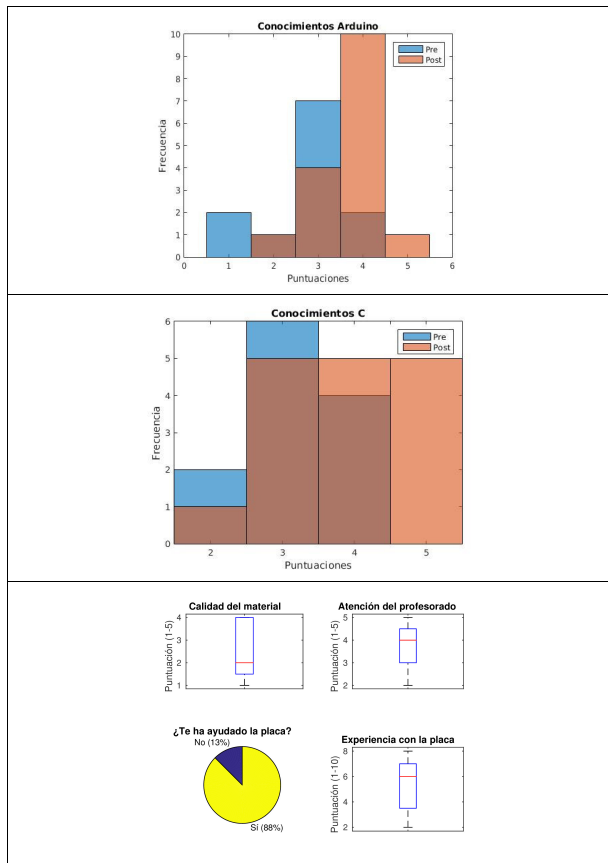 Conocimientos Arduino
10
9
8
7
6
5
4
3
2
1
0
Frecuencia
Pre
Post
0 1 2 3 4 5 6
Puntuaciones
Conocimientos C
6
5
4
3
2
1
0
Frecuencia
Pre
Post
2 3 4 5
Puntuaciones
Calidad del material
4
3
2
1
Puntuación (1-5)
Atención del profesorado
5
4
3
2
Puntuación (1-5)
¿Te ha ayudado la placa?
No (13%)
Sí (88%)
Experiencia con la placa
8
6
4
2
Puntuación (1-10)